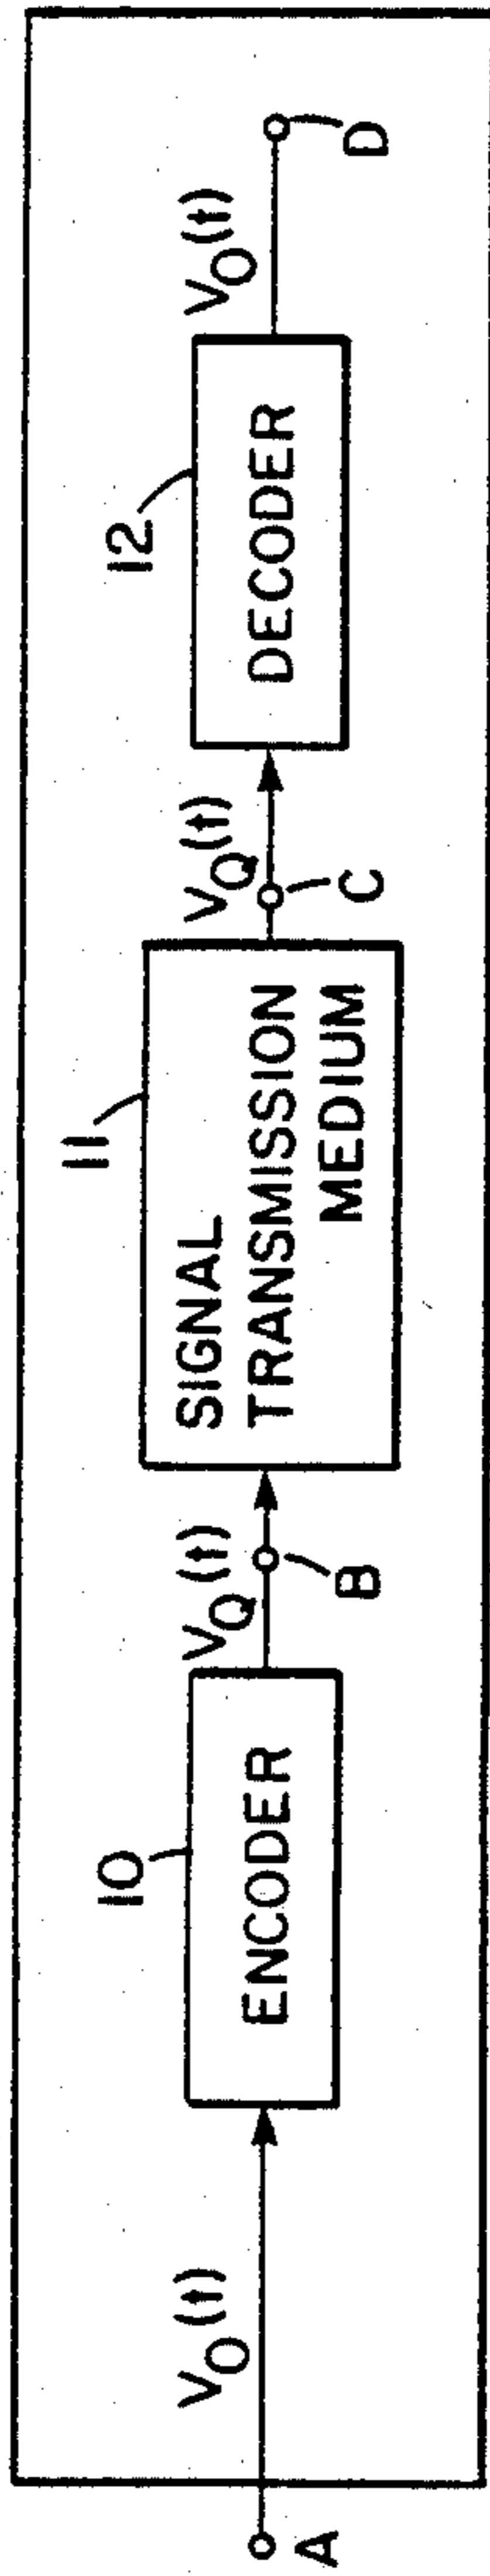 A
V_O(t)
10
ENCODER
V_Q(t)
B
11
SIGNAL
TRANSMISSION
MEDIUM
V_Q(t)
C
12
DECODER
V_O(t)
D